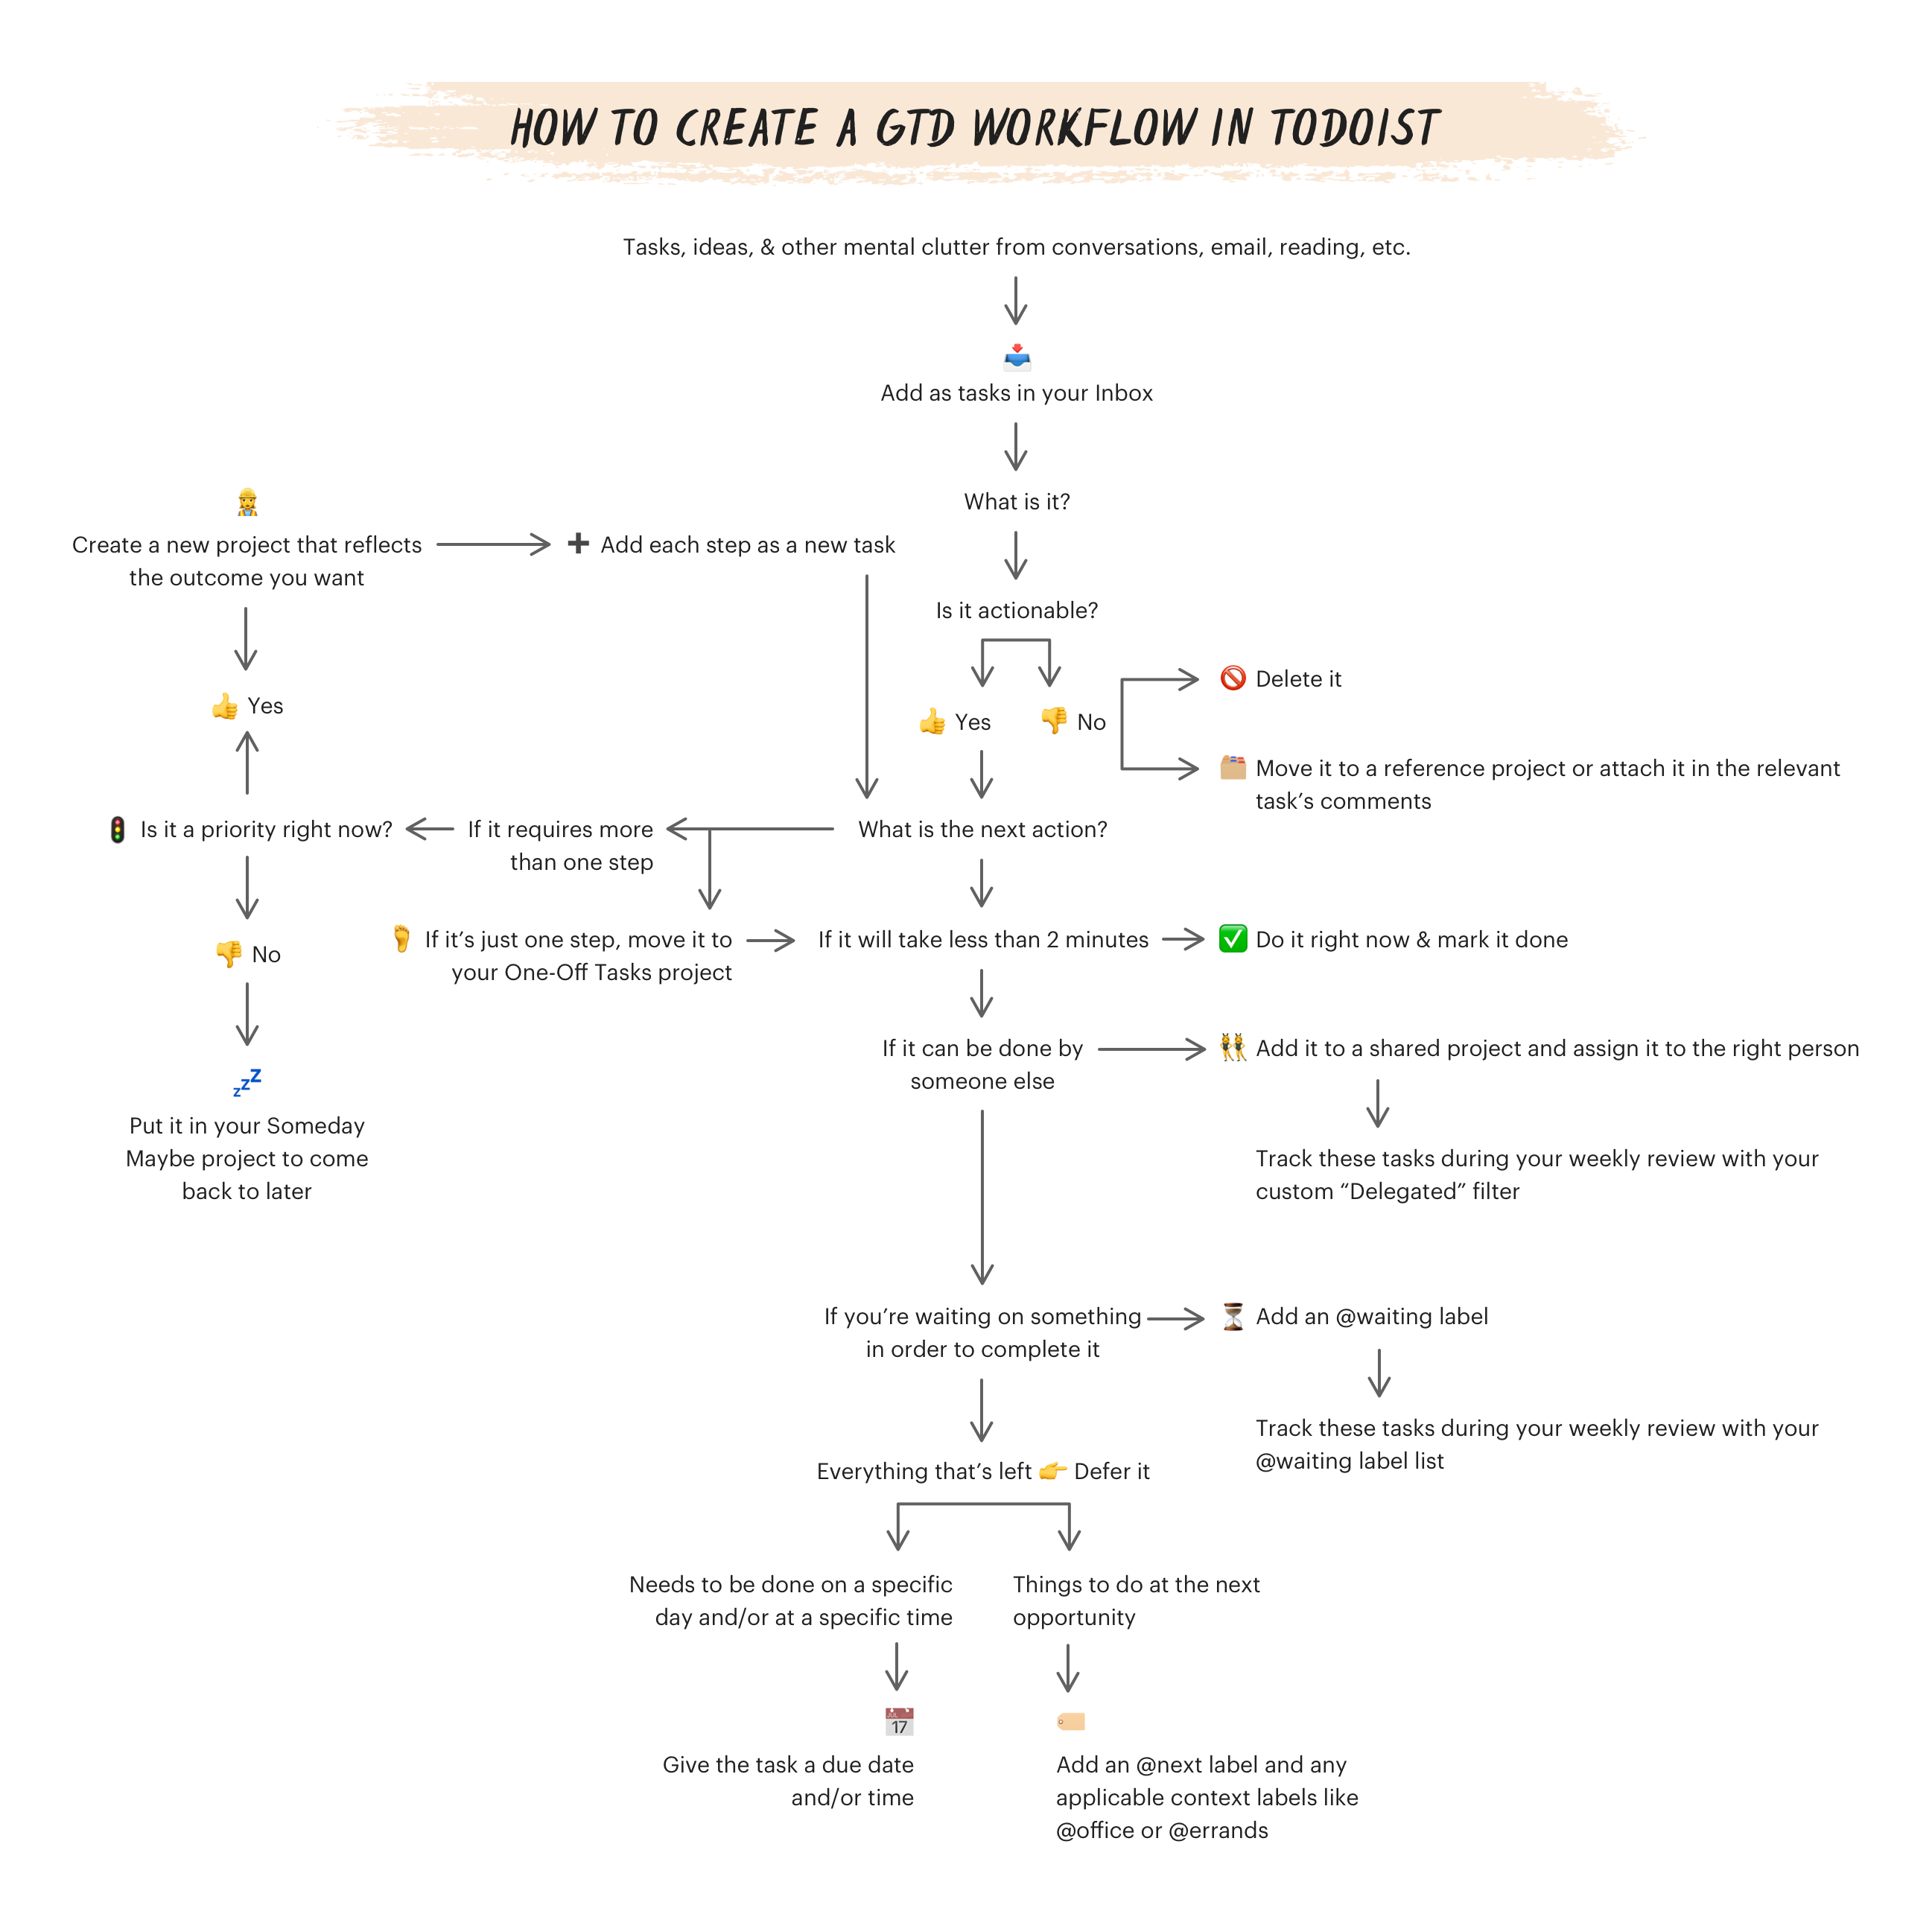 HOW TO CREATE A GTD WORKFLOW IN TODOIST
Tasks, ideas, & other mental clutter from conversations, email, reading, etc.
Add as tasks in your Inbox
What is it?
Create a new project that reflects
the outcome you want
Add each step as a new task
Is it actionable?
Yes
Yes
No
Delete it
Move it to a reference project or attach it in the relevant
task's comments
Is it a priority right now?
If it requires more
than one step
What is the next action?
No
If it's just one step, move it to
your One-Off Tasks project
If it will take less than 2 minutes
Do it right now & mark it done
If it can be done by
someone else
Add it to a shared project and assign it to the right person
zzZ
Put it in your Someday
Maybe project to come
back to later
Track these tasks during your weekly review with your
custom “Delegated” filter
If you’re waiting on something
in order to complete it
Add an @waiting label
Track these tasks during your weekly review with your
@waiting label list
Everything that’s left 👉 Defer it
Needs to be done on a specific
day and/or at a specific time
Things to do at the next
opportunity
JUL
17
Give the task a due date
and/or time
Add an @next label and any
applicable context labels like
@office or @errands